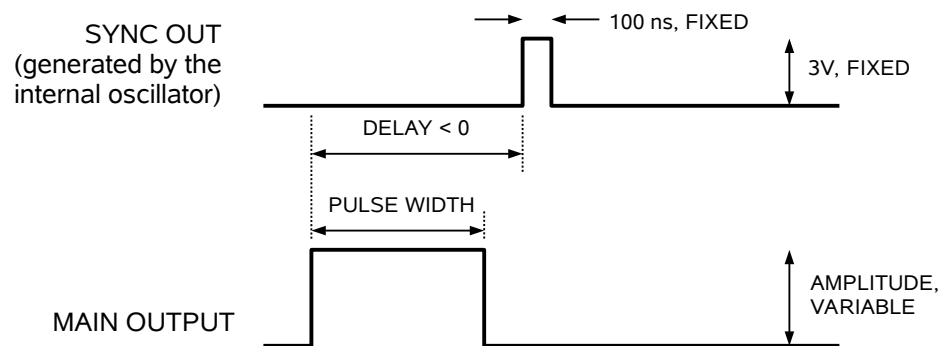 SYNC OUT
(generated by the
internal oscillator)
100 ns, FIXED
3V, FIXED
DELAY < 0
PULSE WIDTH
AMPLITUDE,
VARIABLE
MAIN OUTPUT